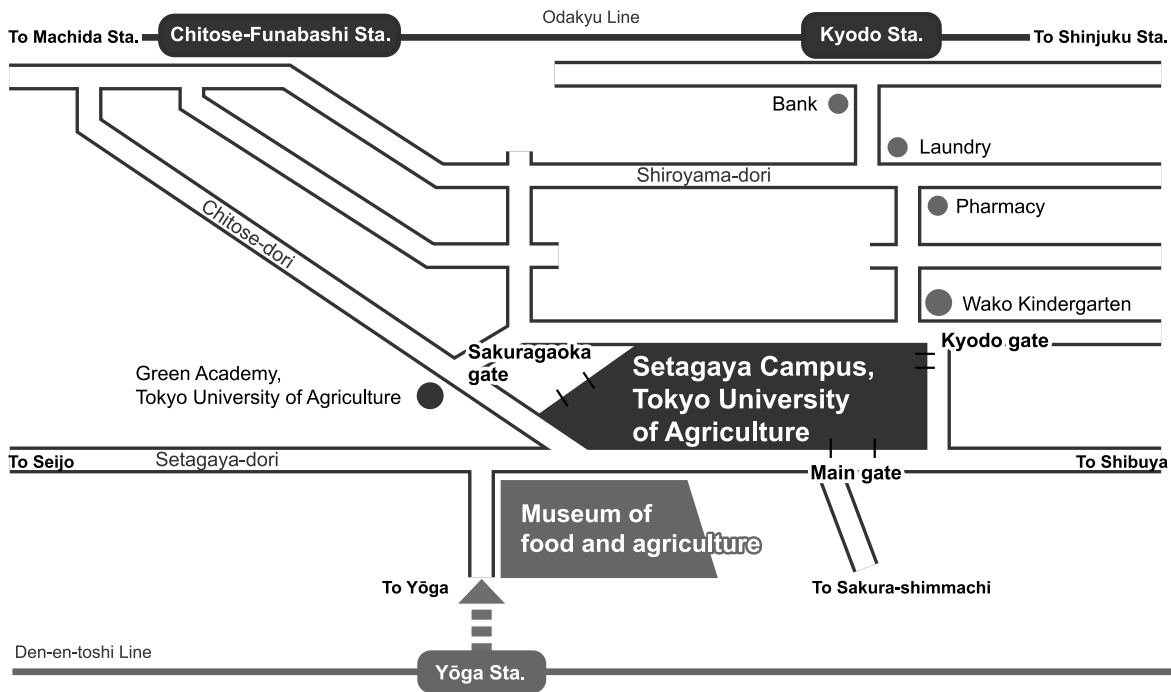 Odakyu Line
To Machida Sta.
Chitose-Funabashi Sta.
Kyodo Sta.
To Shinjuku Sta.
Bank
Laundry
Shiroyama-dori
Pharmacy
Chitose-dori
Wako Kindergarten
Kyodo gate
Sakuragaoka
gate
Setagaya Campus,
Tokyo University
of Agriculture
Green Academy,
Tokyo University of Agriculture
To Seijo
Setagaya-dori
To Shibuya
Main gate
Museum of
food and agriculture
To Yōga
To Sakura-shimmachi
Den-en-toshi Line
Yōga Sta.